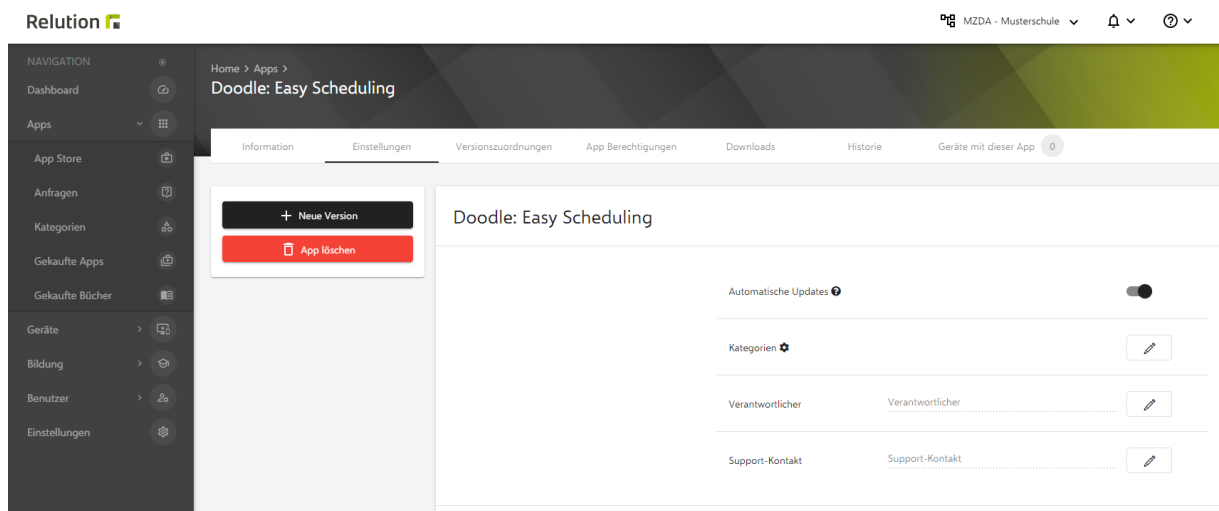 Relution
MZDA - Musterschule
NAVIGATION
Dashboard
Apps
App Store
Anfragen
Kategorien
Gekaufte Apps
Gekaufte Bücher
Geräte
Bildung
Benutzer
Einstellungen
Home > Apps >
Doodle: Easy Scheduling
Information Einstellungen Versionszuordnungen App Berechtigungen Downloads Historie Geräte mit dieser App 0
+ Neue Version
App löschen
Doodle: Easy Scheduling
Automatische Updates
Kategorien
Verantwortlicher Verantwortlicher
Support-Kontakt Support-Kontakt